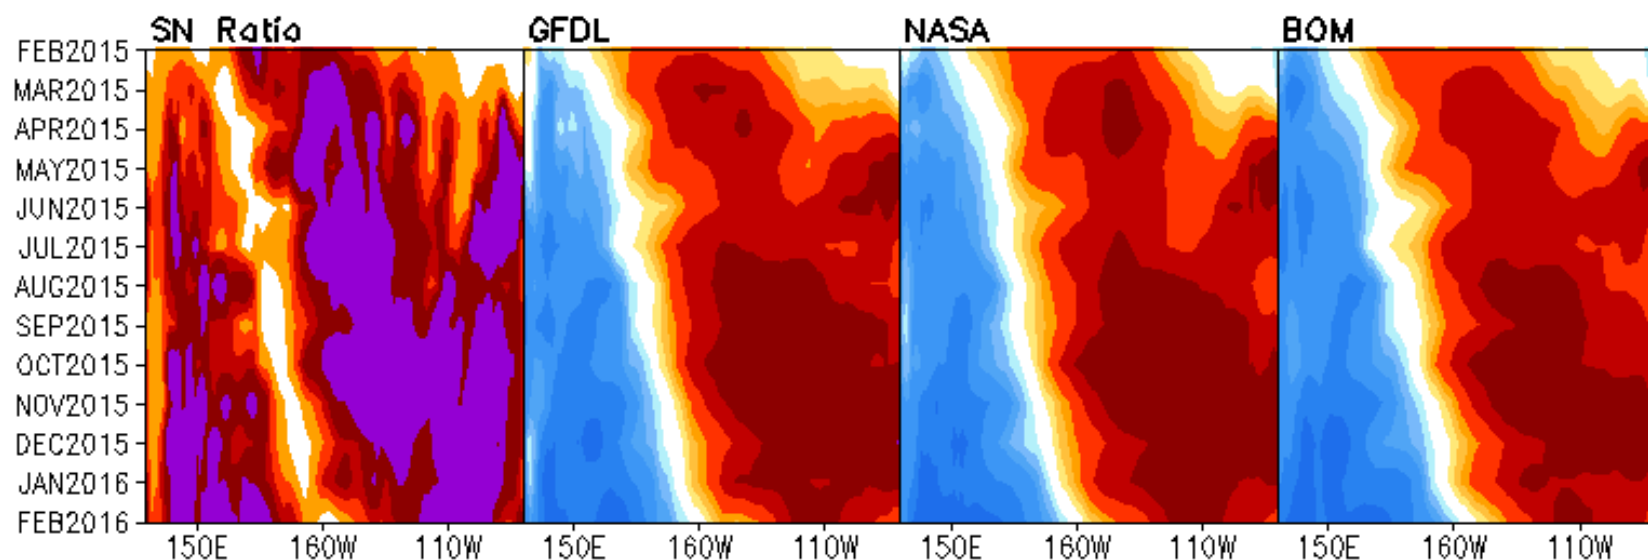 SN Ratio GFDL NASA BOM
FEB2015
MAR2015
APR2015
MAY2015
JUN2015
JUL2015
AUG2015
SEP2015
OCT2015
NOV2015
DEC2015
JAN2016
FEB2016
150E 160W 110W 150E 160W 110W 150E 160W 110W 150E 160W 110W